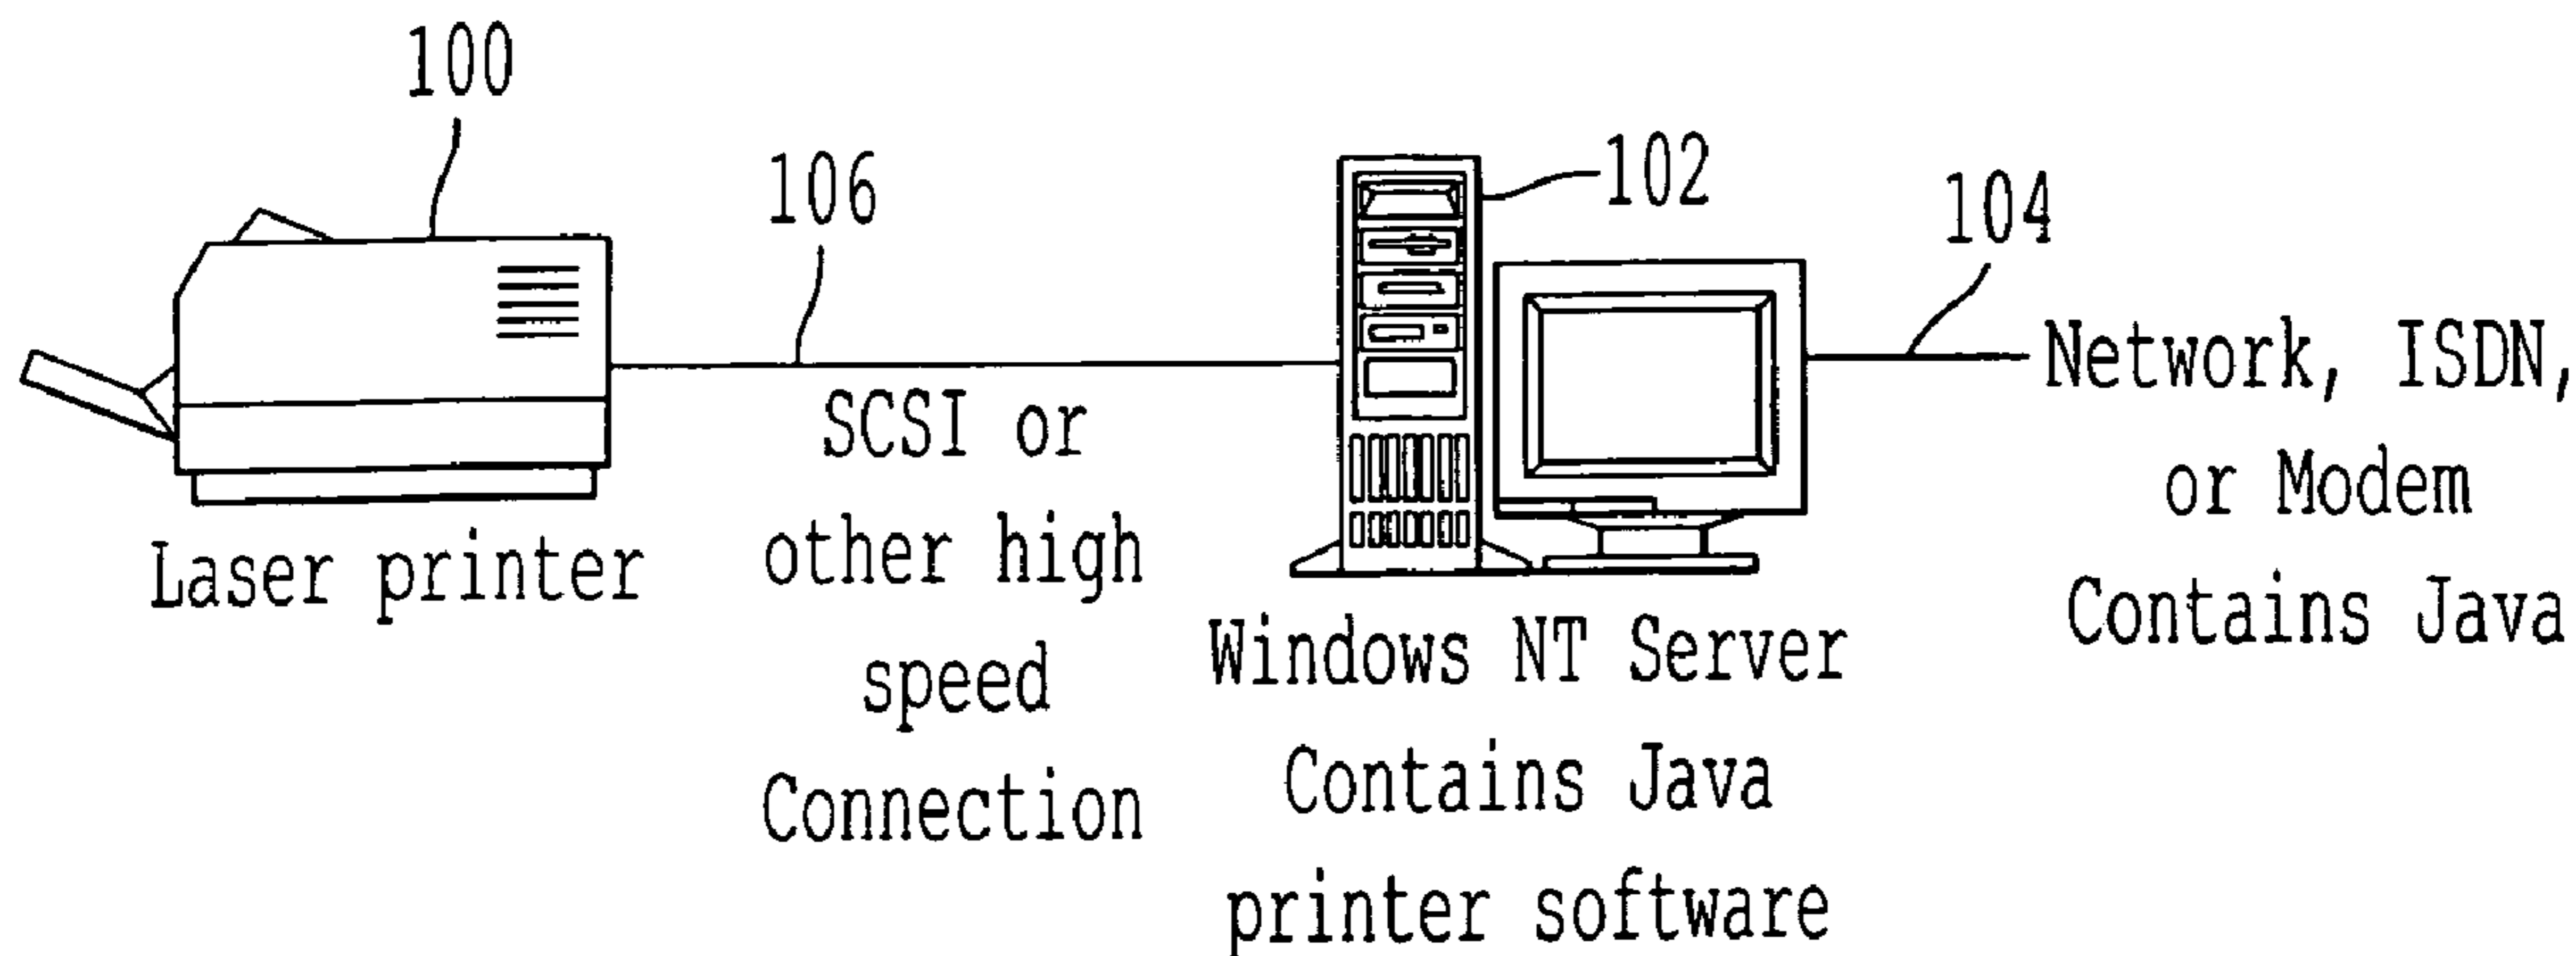 100
106
102
104
Laser printer
SCSI or
other high
speed
Connection
Windows NT Server
Contains Java
printer software
Network, ISDN,
or Modem
Contains Java